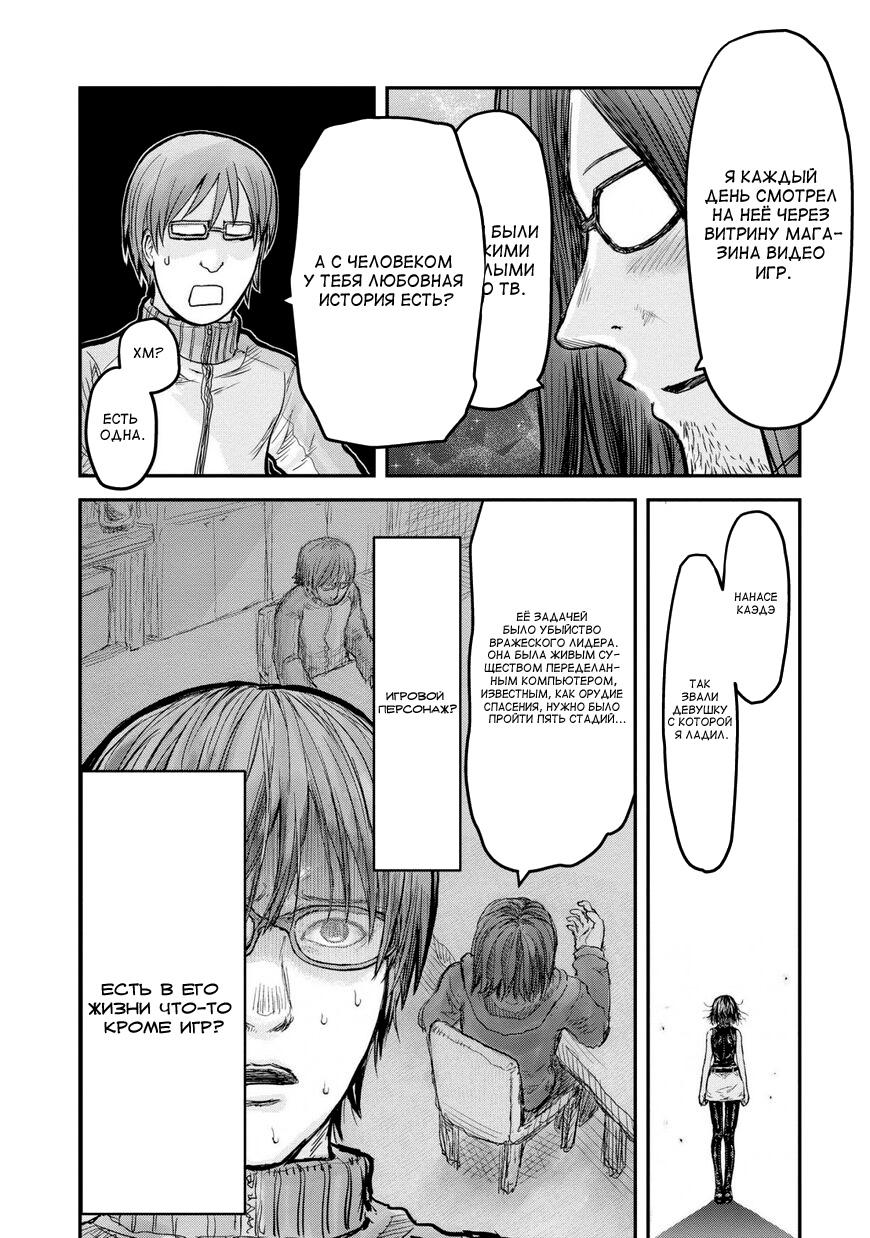 Я КАЖДЫЙ
ДЕНЬ СМОТРЕЛ
НА НЕЁ ЧЕРЕЗ
ВИТРИНУ МАГА-
ЗИНА ВИДЕО
ИГР.
БЫЛИ
ТВ.
А С ЧЕЛОВЕКОМ
У ТЕБЯ ЛЮБОВНАЯ
ИСТОРИЯ ЕСТЬ?
ХМ?
ЕСТЬ
ОДНА.
НАНАСЕ
КАЭДЭ
ТАК
ЗВАЛИ
ДЕВУШКУ
С КОТОРОЙ
Я ЛАДИЛ.
ЕЁ ЗАДАЧЕЙ
БЫЛО УБИЙСТВО
ВРАЖЕСКОГО ЛИДЕРА.
ОНА БЫЛА ЖИВЫМ СУ-
ЩЕСТВОМ ПЕРЕДЕЛАН-
НЫМ КОМПЬЮТЕРОМ,
ИЗВЕСТНЫМ, КАК ОРУДИЕ
СПАСЕНИЯ, НУЖНО БЫЛО
ПРОЙТИ ПЯТЬ СТАДИЙ...
ИГРОВОЙ
ПЕРСОНАЖ?
ЕСТЬ В ЕГО
ЖИЗНИ ЧТО-ТО
КРОМЕ ИГР?